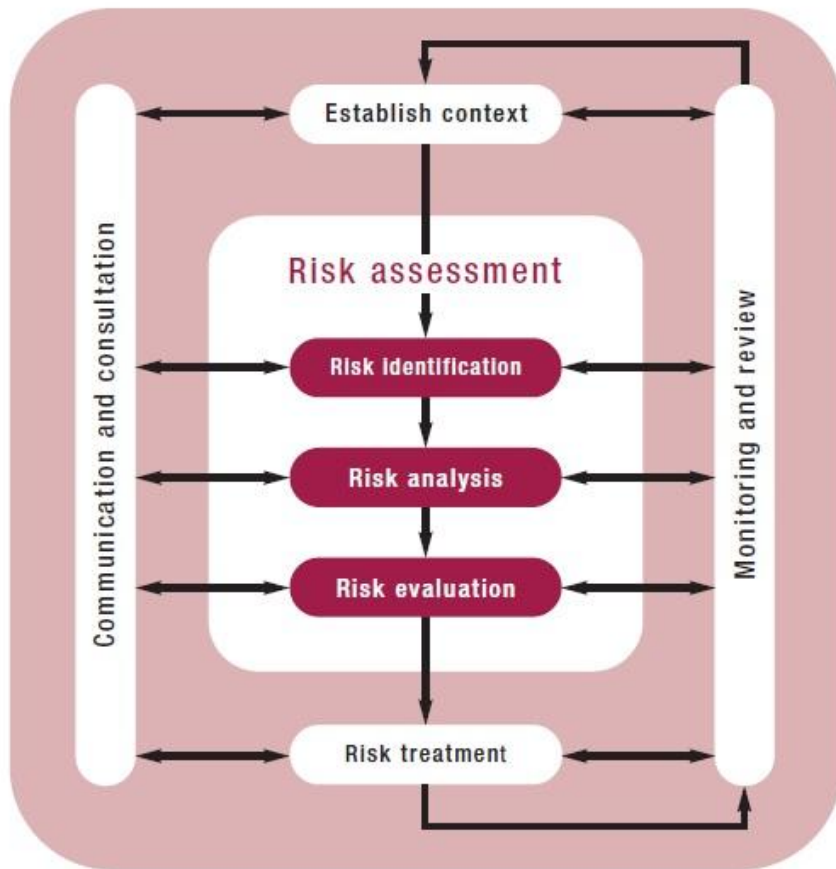 Establish context
Communication and consultation
Risk assessment
Risk identification
Risk analysis
Risk evaluation
Monitoring and review
Risk treatment